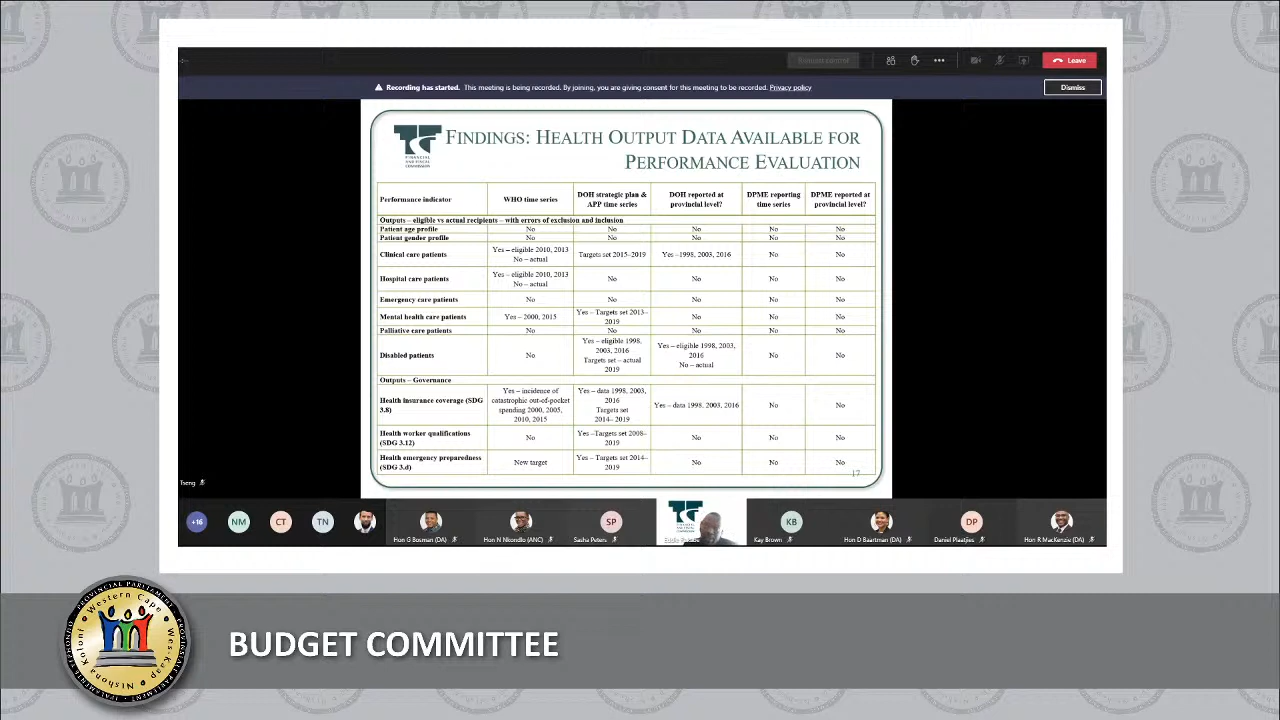 Leave
Recording has started. This meeting is being recorded. By joining, you are giving consent for this meeting to be recorded. Privacy policy
Dismiss
FINANCIAL
AND FISCAL
COMMISSION
FINDINGS: HEALTH OUTPUT DATA AVAILABLE FOR
PERFORMANCE EVALUATION
Performance indicator
WHO time series
DOH strategic plan &
APP time series
DOH reported at
provincial level?
DPME reporting
time series
DPME reported at
provincial level?
Outputs – eligible vs actual recipients – with errors of exclusion and inclusion
Patient age profile No No No No No
Patient gender profile No No No No No
Clinical care patients
Yes – eligible 2010, 2013
No – actual
Targets set 2015–2019
Yes –1998, 2003, 2016
No
No
Hospital care patients
Yes – eligible 2010, 2013
No – actual
No
No
No
No
Emergency care patients No No No No No
Mental health care patients
Yes – 2000, 2015
Yes – Targets set 2013–
2019
No
No
No
Palliative care patients No No No No No
Disabled patients
No
Yes – eligible 1998,
2003, 2016
Targets set – actual
2019
Yes – eligible 1998, 2003,
2016
No – actual
No
No
Outputs – Governance
Health insurance coverage (SDG
3.8)
Yes – incidence of
catastrophic out-of-pocket
spending 2000, 2005,
2010, 2015
Yes – data 1998, 2003,
2016
Targets set
2014– 2019
Yes – data 1998, 2003, 2016
No
No
Health worker qualifications
(SDG 3.12)
No
Yes –Targets set 2008–
2019
No
No
No
Health emergency preparedness
(SDG 3.d)
New target
Yes – Targets set 2014–
2019
No
No
No
17
Tseng
+16
NM
CT
TN
Hon G Bosman (DA)
Hon N Nkondlo (ANC)
SP
Sasha Peters
KB
Kay Brown
Hon D Baartman (DA)
DP
Daniel Plaatjies
Hon R MacKenzie (DA)
PROVINCIAL PARLIAMENT
Western Cape
Wes-Kaap
Ntshona Koloni
BUDGET COMMITTEE